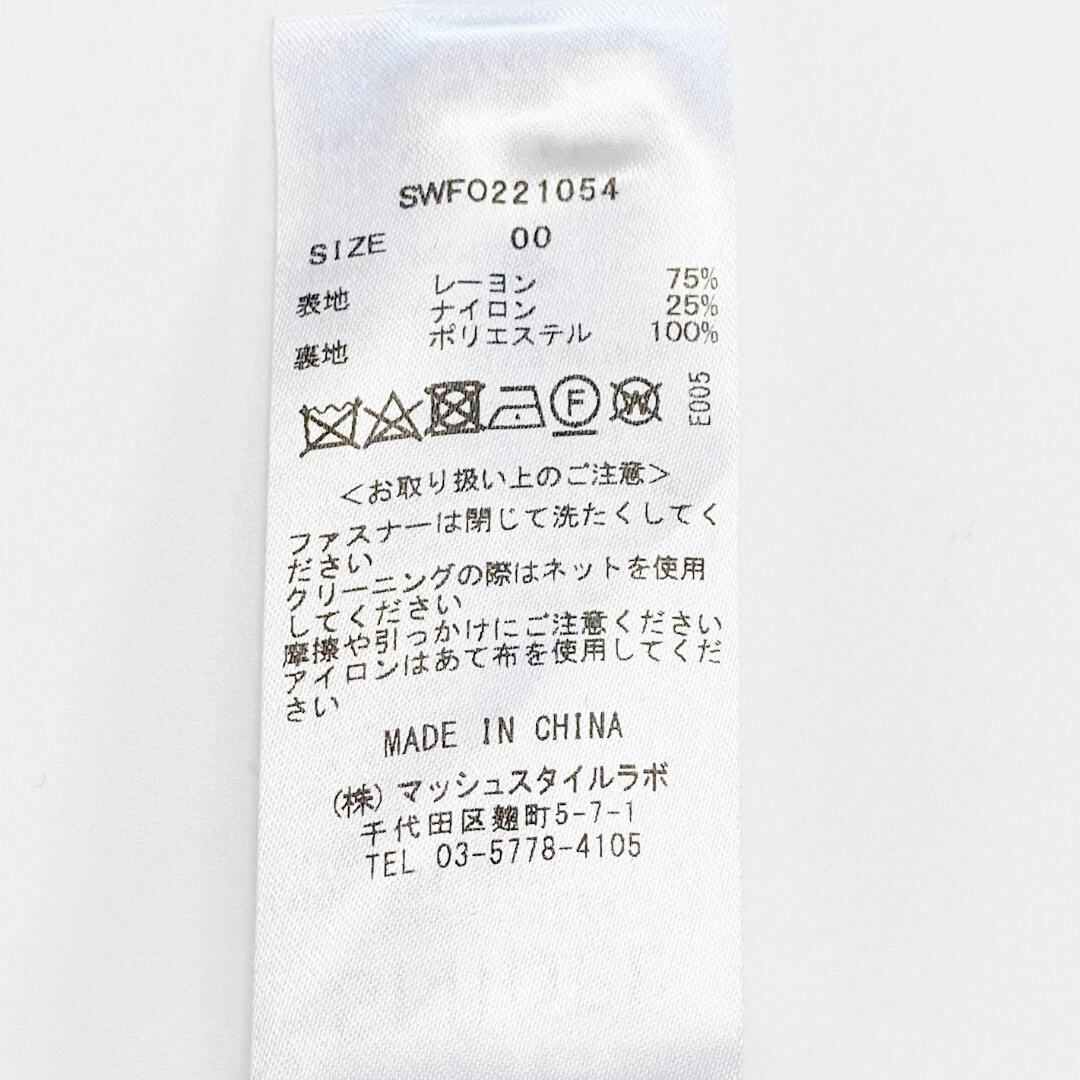 SWFO221054
SIZE 00
表地 レーヨン 75%
ナイロン 25%
裏地 ポリエステル 100%
F W E005
<お取り扱い上のご注意>
ファスナーは閉じて洗たくしてく
ださい
クリーニングの際はネットを使用
してください
摩擦や引っかけにご注意ください
アイロンはあて布を使用してくだ
さい
MADE IN CHINA
(株)マッシュスタイルラボ
千代田区麹町5-7-1
TEL 03-5778-4105